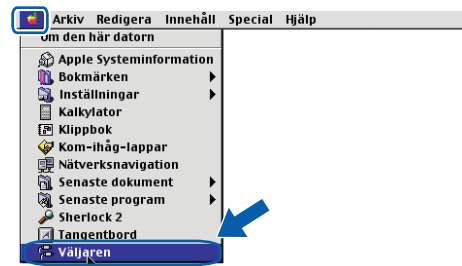 Arkiv Redigera Innehåll Special Hjälp
Om den här datorn
Apple Systeminformation
Bokmärken
Inställningar
Kalkylator
Klippbok
Kom-ihåg-lappar
Nätverksnavigation
Senaste dokument
Senaste program
Sherlock 2
Tangentbord
Väljaren